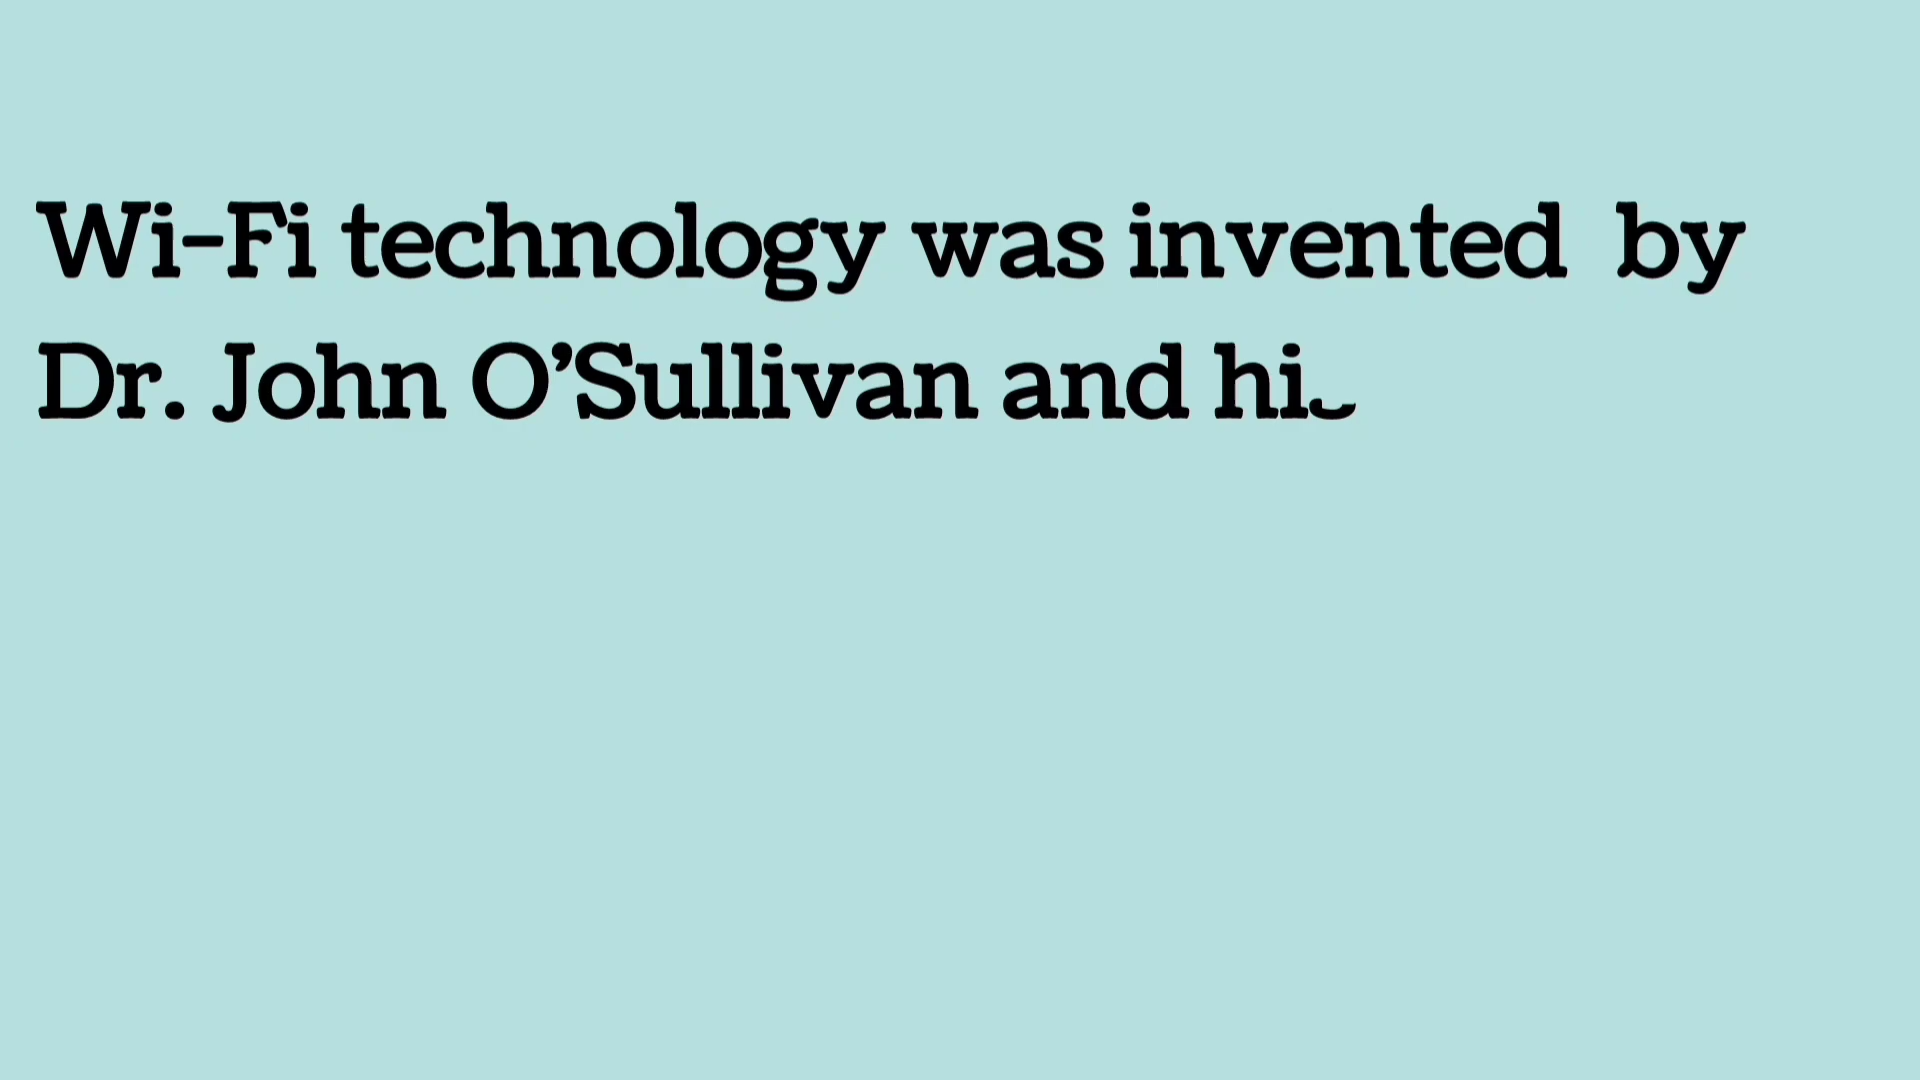 Wi-Fi technology was invented by
Dr. John O’Sullivan and